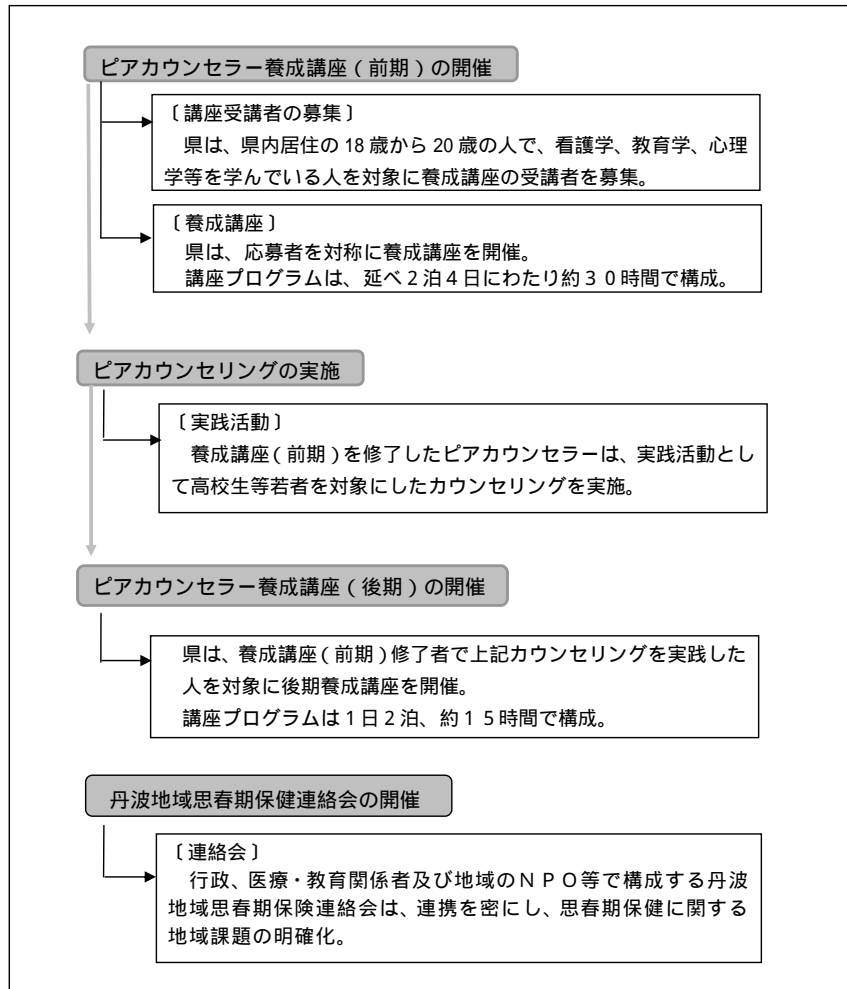 ピアカウンセラー養成講座(前期)の開催
〔講座受講者の募集〕
県は、県内居住の18歳から20歳の人で、看護学、教育学、心理
学等を学んでいる人を対象に養成講座の受講者を募集。
〔養成講座〕
県は、応募者を対称に養成講座を開催。
講座プログラムは、延べ2泊4日にわたり約30時間で構成。
ピアカウンセリングの実施
〔実践活動〕
養成講座(前期)を修了したピアカウンセラーは、実践活動とし
て高校生等若者を対象にしたカウンセリングを実施。
ピアカウンセラー養成講座(後期)の開催
県は、養成講座(前期)修了者で上記カウンセリングを実践した
人を対象に後期養成講座を開催。
講座プログラムは1日2泊、約15時間で構成。
丹波地域思春期保健連絡会の開催
〔連絡会〕
行政、医療・教育関係者及び地域のNPO等で構成する丹波
地域思春期保険連絡会は、連携を密にし、思春期保健に関する
地域課題の明確化。